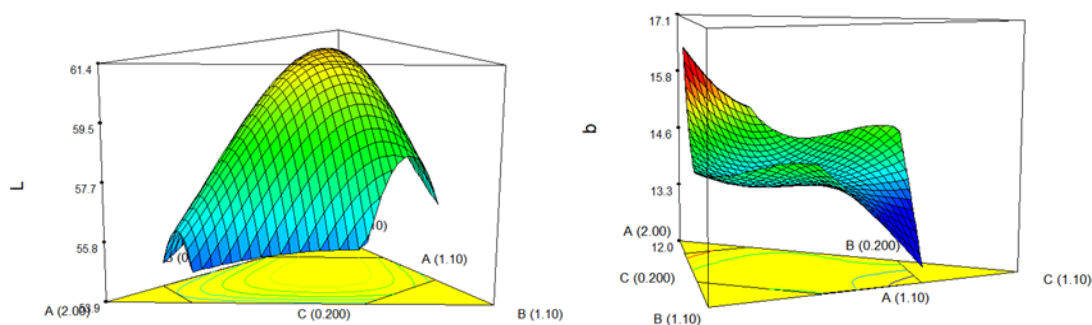 61.4
59.5
57.7
55.8
L
A (1.10)
A (2.00)
C (0.200)
B (1.10)
17.1
15.8
14.6
13.3
12.0
b
A (2.00)
B (0.200)
C (0.200)
C (1.10)
A (1.10)
B (1.10)